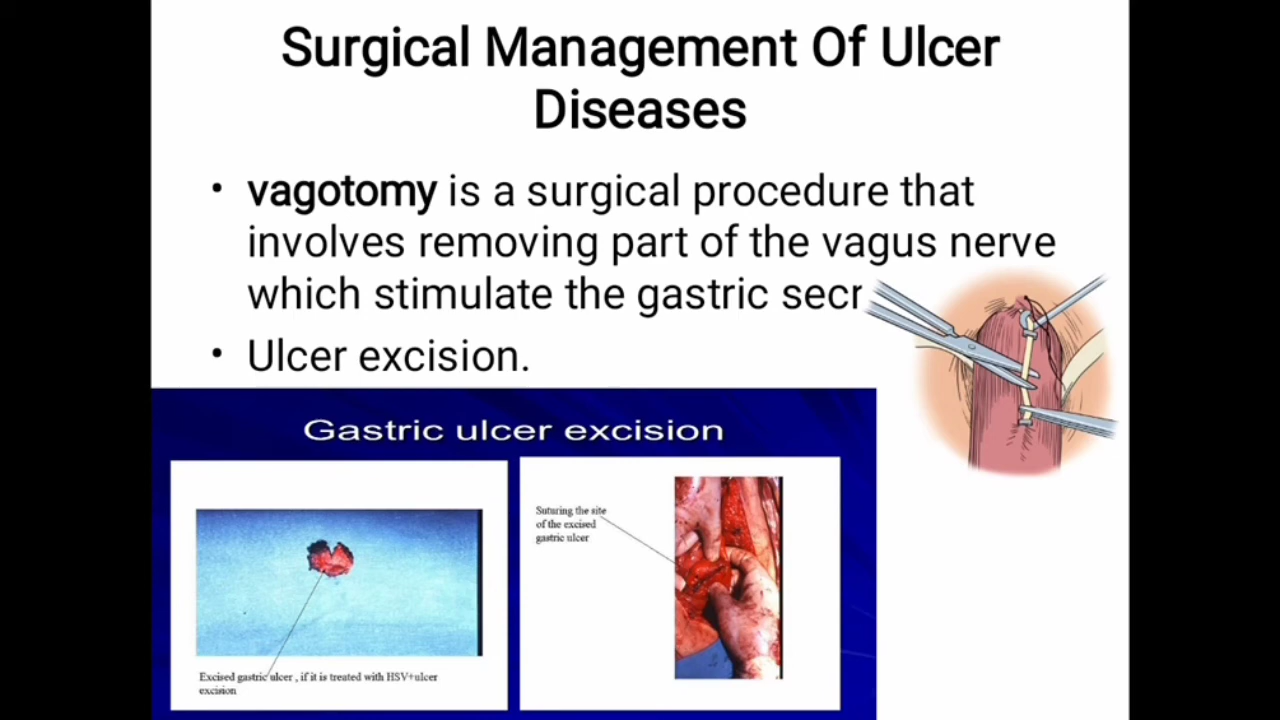 Surgical Management Of Ulcer
Diseases
• vagotomy is a surgical procedure that
involves removing part of the vagus nerve
which stimulate the gastric secr
• Ulcer excision.
Gastric ulcer excision
Suturing the site
of the excised
gastric ulcer
Excised gastric ulcer , if it is treated with HSV+ulcer
excision